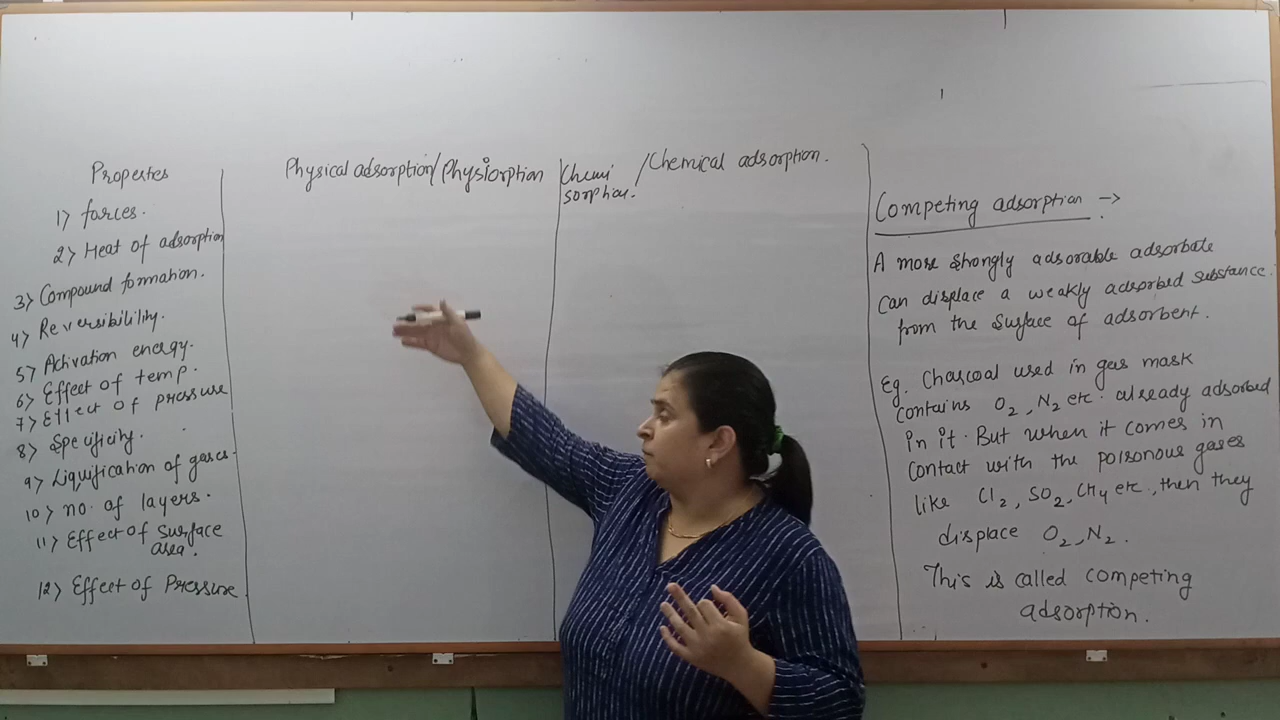 Properties
1) forces.
2) Heat of adsorption
3) Compound formation.
4) Reversibility.
5) Activation energy.
6) Effect of temp.
7) Effect of pressure
8) Specificity.
9) Liquification of gases.
10) no. of layers.
11) Effect of surface
area.
12) Effect of Pressure
Physical adsorption/Physiorption
Chemi
sorption.
/Chemical adsorption.
Competing adsorption →
A more strongly adsorable adsorbate
can displace a weakly adsorbed substance
from the surface of adsorbent.
Eg. Charcoal used in gas mask
contains O₂, N₂ etc. already adsorbed
in it. But when it comes in
contact with the poisonous gases
like Cl₂, SO₂, CH₄ etc., then they
displace O₂, N₂.
This is called competing
adsorption.